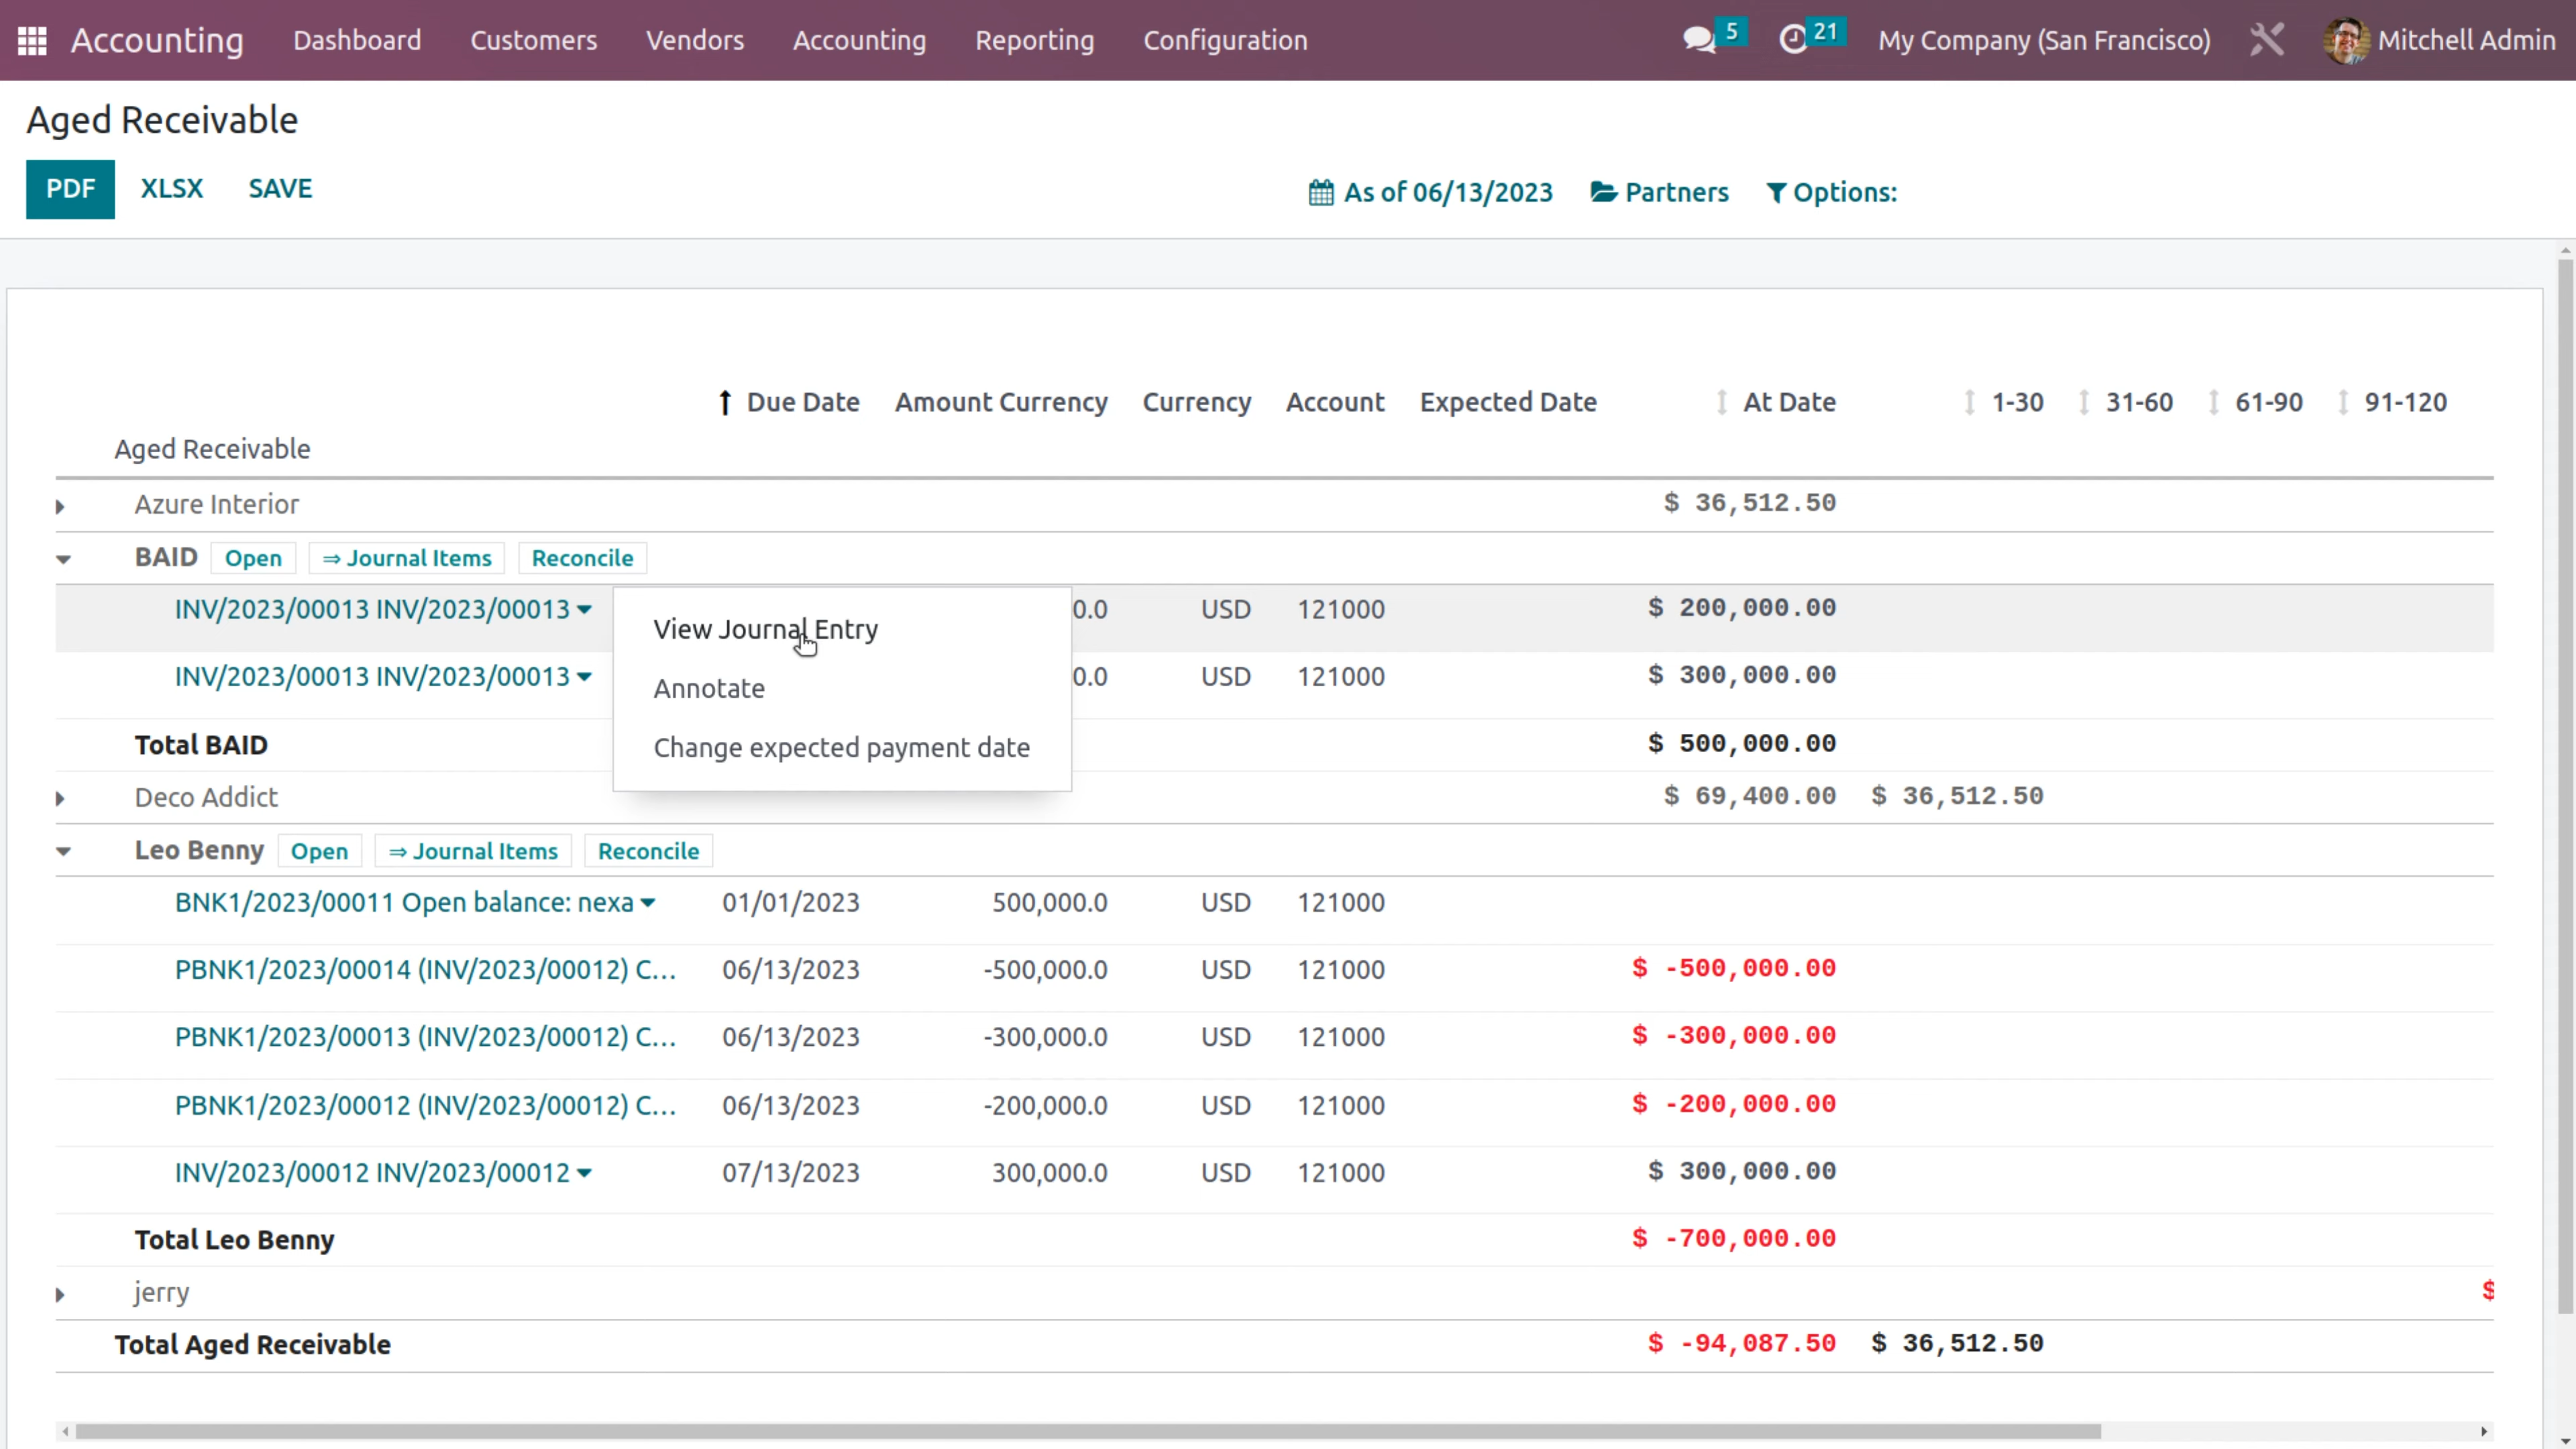 Accounting Dashboard Customers Vendors Accounting Reporting Configuration 5 21 My Company (San Francisco) Mitchell Admin
Aged Receivable
PDF XLSX SAVE As of 06/13/2023 Partners Options:
Due Date Amount Currency Currency Account Expected Date At Date 1-30 31-60 61-90 91-120
Aged Receivable
Azure Interior $ 36,512.50
BAID Open ⇒ Journal Items Reconcile
INV/2023/00013 INV/2023/00013 0.0 USD 121000 $ 200,000.00
View Journal Entry
INV/2023/00013 INV/2023/00013 0.0 USD 121000 $ 300,000.00
Annotate
Total BAID $ 500,000.00
Change expected payment date
Deco Addict $ 69,400.00 $ 36,512.50
Leo Benny Open ⇒ Journal Items Reconcile
BNK1/2023/00011 Open balance: nexa 01/01/2023 500,000.0 USD 121000
PBNK1/2023/00014 (INV/2023/00012) C... 06/13/2023 -500,000.0 USD 121000 $ -500,000.00
PBNK1/2023/00013 (INV/2023/00012) C... 06/13/2023 -300,000.0 USD 121000 $ -300,000.00
PBNK1/2023/00012 (INV/2023/00012) C... 06/13/2023 -200,000.0 USD 121000 $ -200,000.00
INV/2023/00012 INV/2023/00012 07/13/2023 300,000.0 USD 121000 $ 300,000.00
Total Leo Benny $ -700,000.00
jerry $
Total Aged Receivable $ -94,087.50 $ 36,512.50